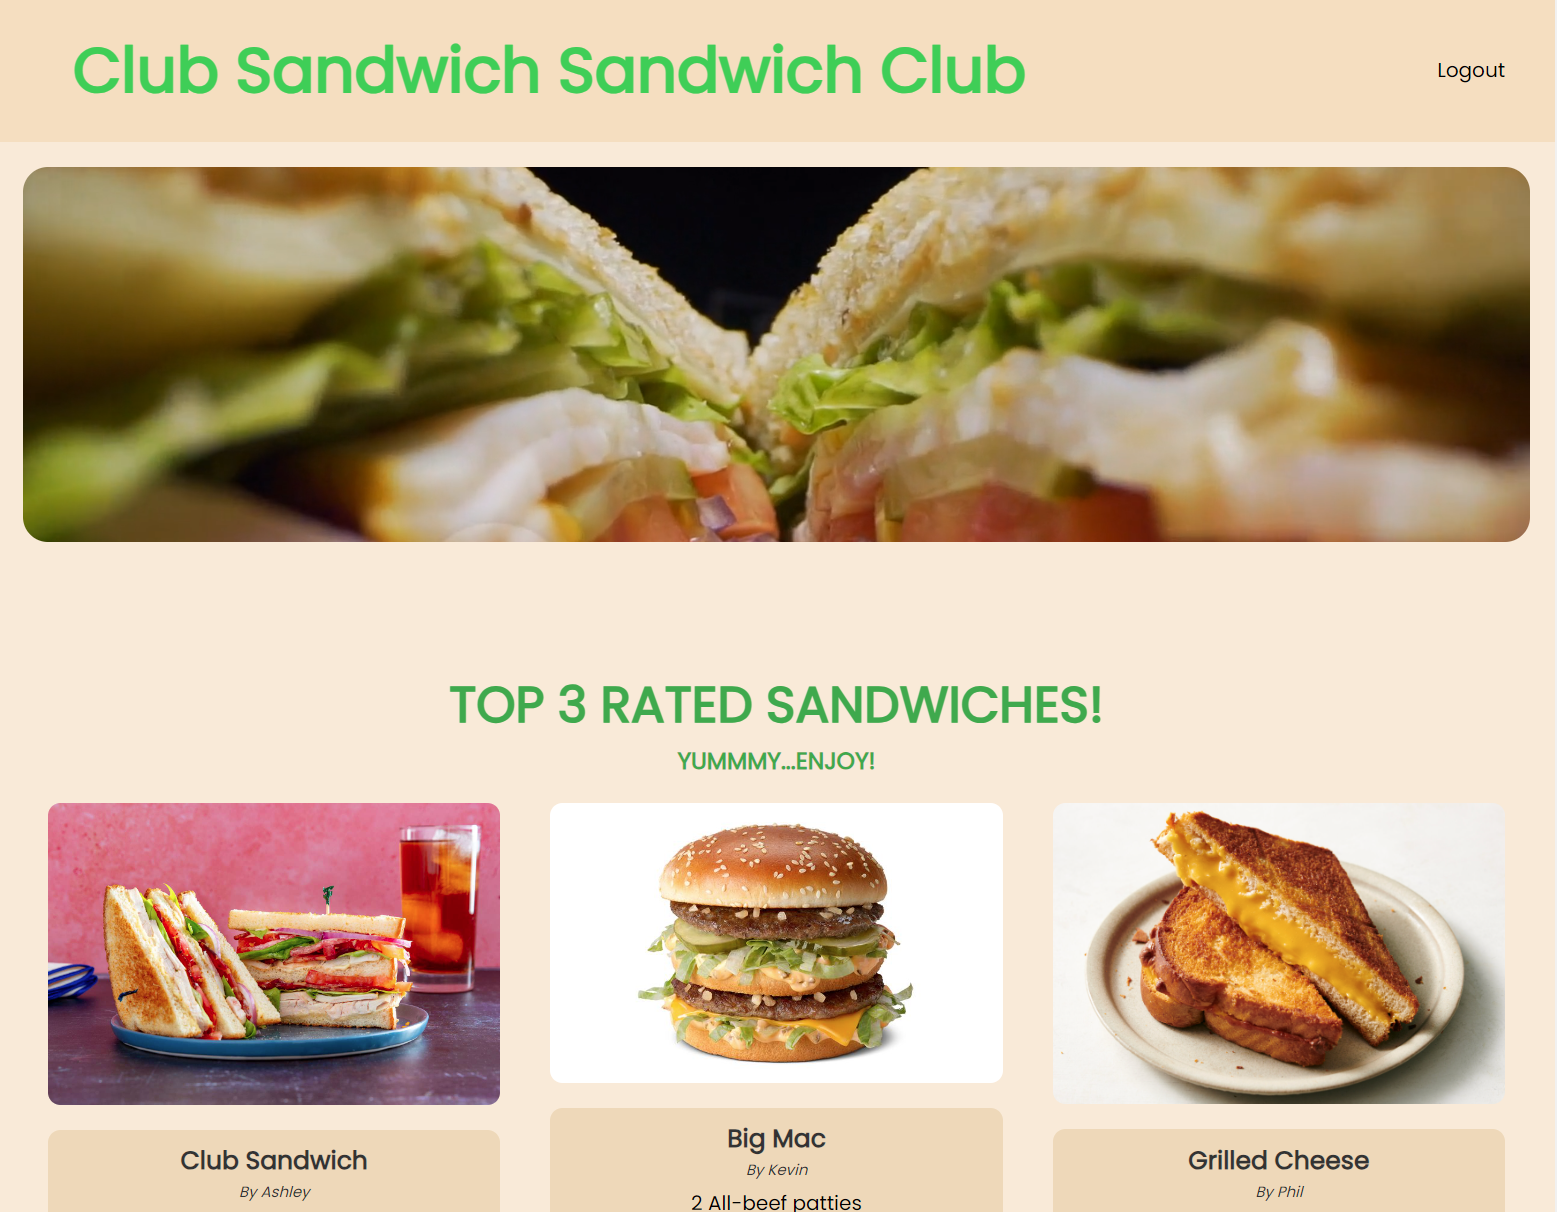 Club Sandwich Sandwich Club
Logout
TOP 3 RATED SANDWICHES!
YUMMMY...ENJOY!
Club Sandwich
By Ashley
Big Mac
By Kevin
2 All-beef patties
Grilled Cheese
By Phil